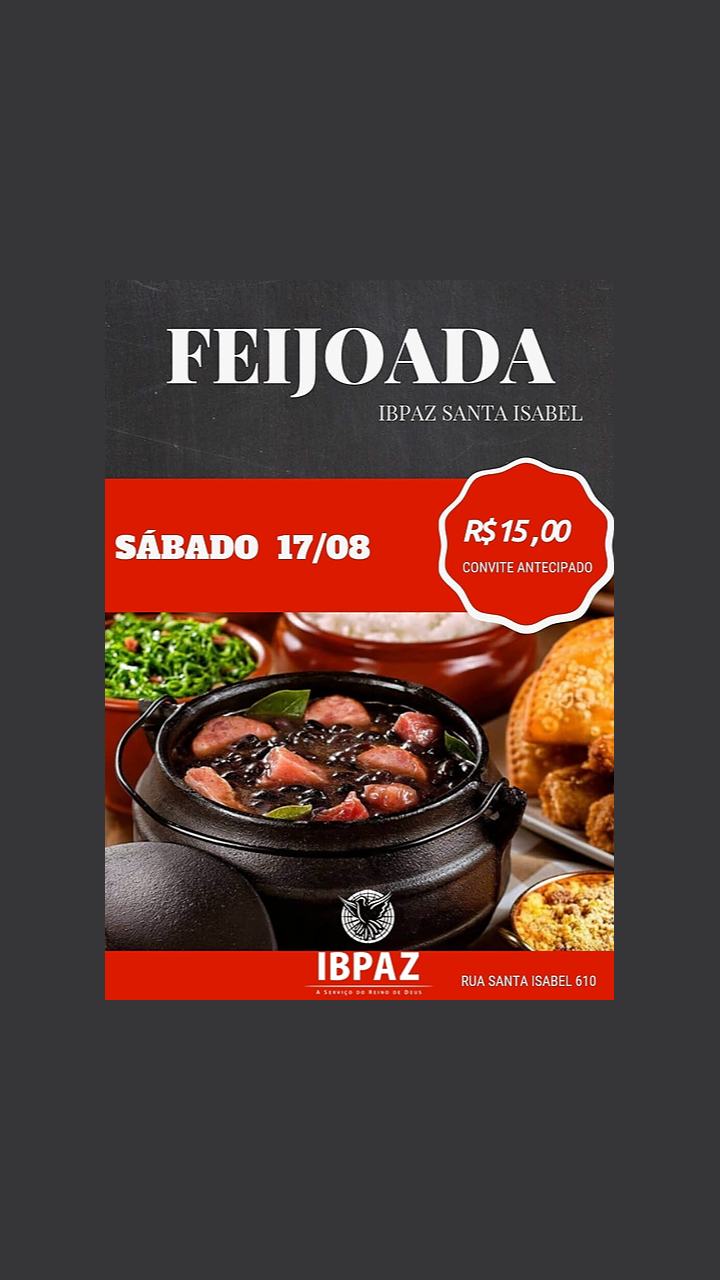 FEIJOADA
IBPAZ SANTA ISABEL
SÁBADO 17/08
R$ 15,00
CONVITE ANTECIPADO
IBPAZ
A Serviço do Reino de Deus
RUA SANTA ISABEL 610